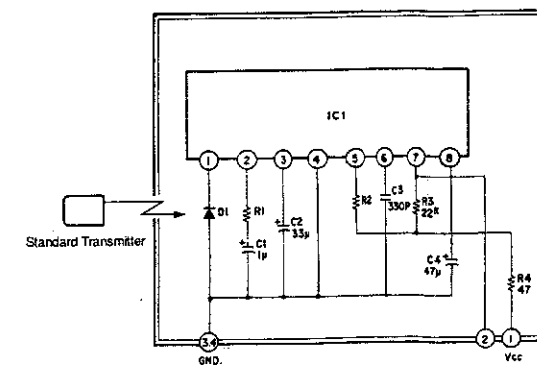 IC1
1 2 3 4 5 6 7 8
D1
R1
C1
1μ
C2
33μ
R2
C3
330P
R3
22K
C4
47μ
R4
47
Standard Transmitter
3.4
GND.
2
1
Vcc